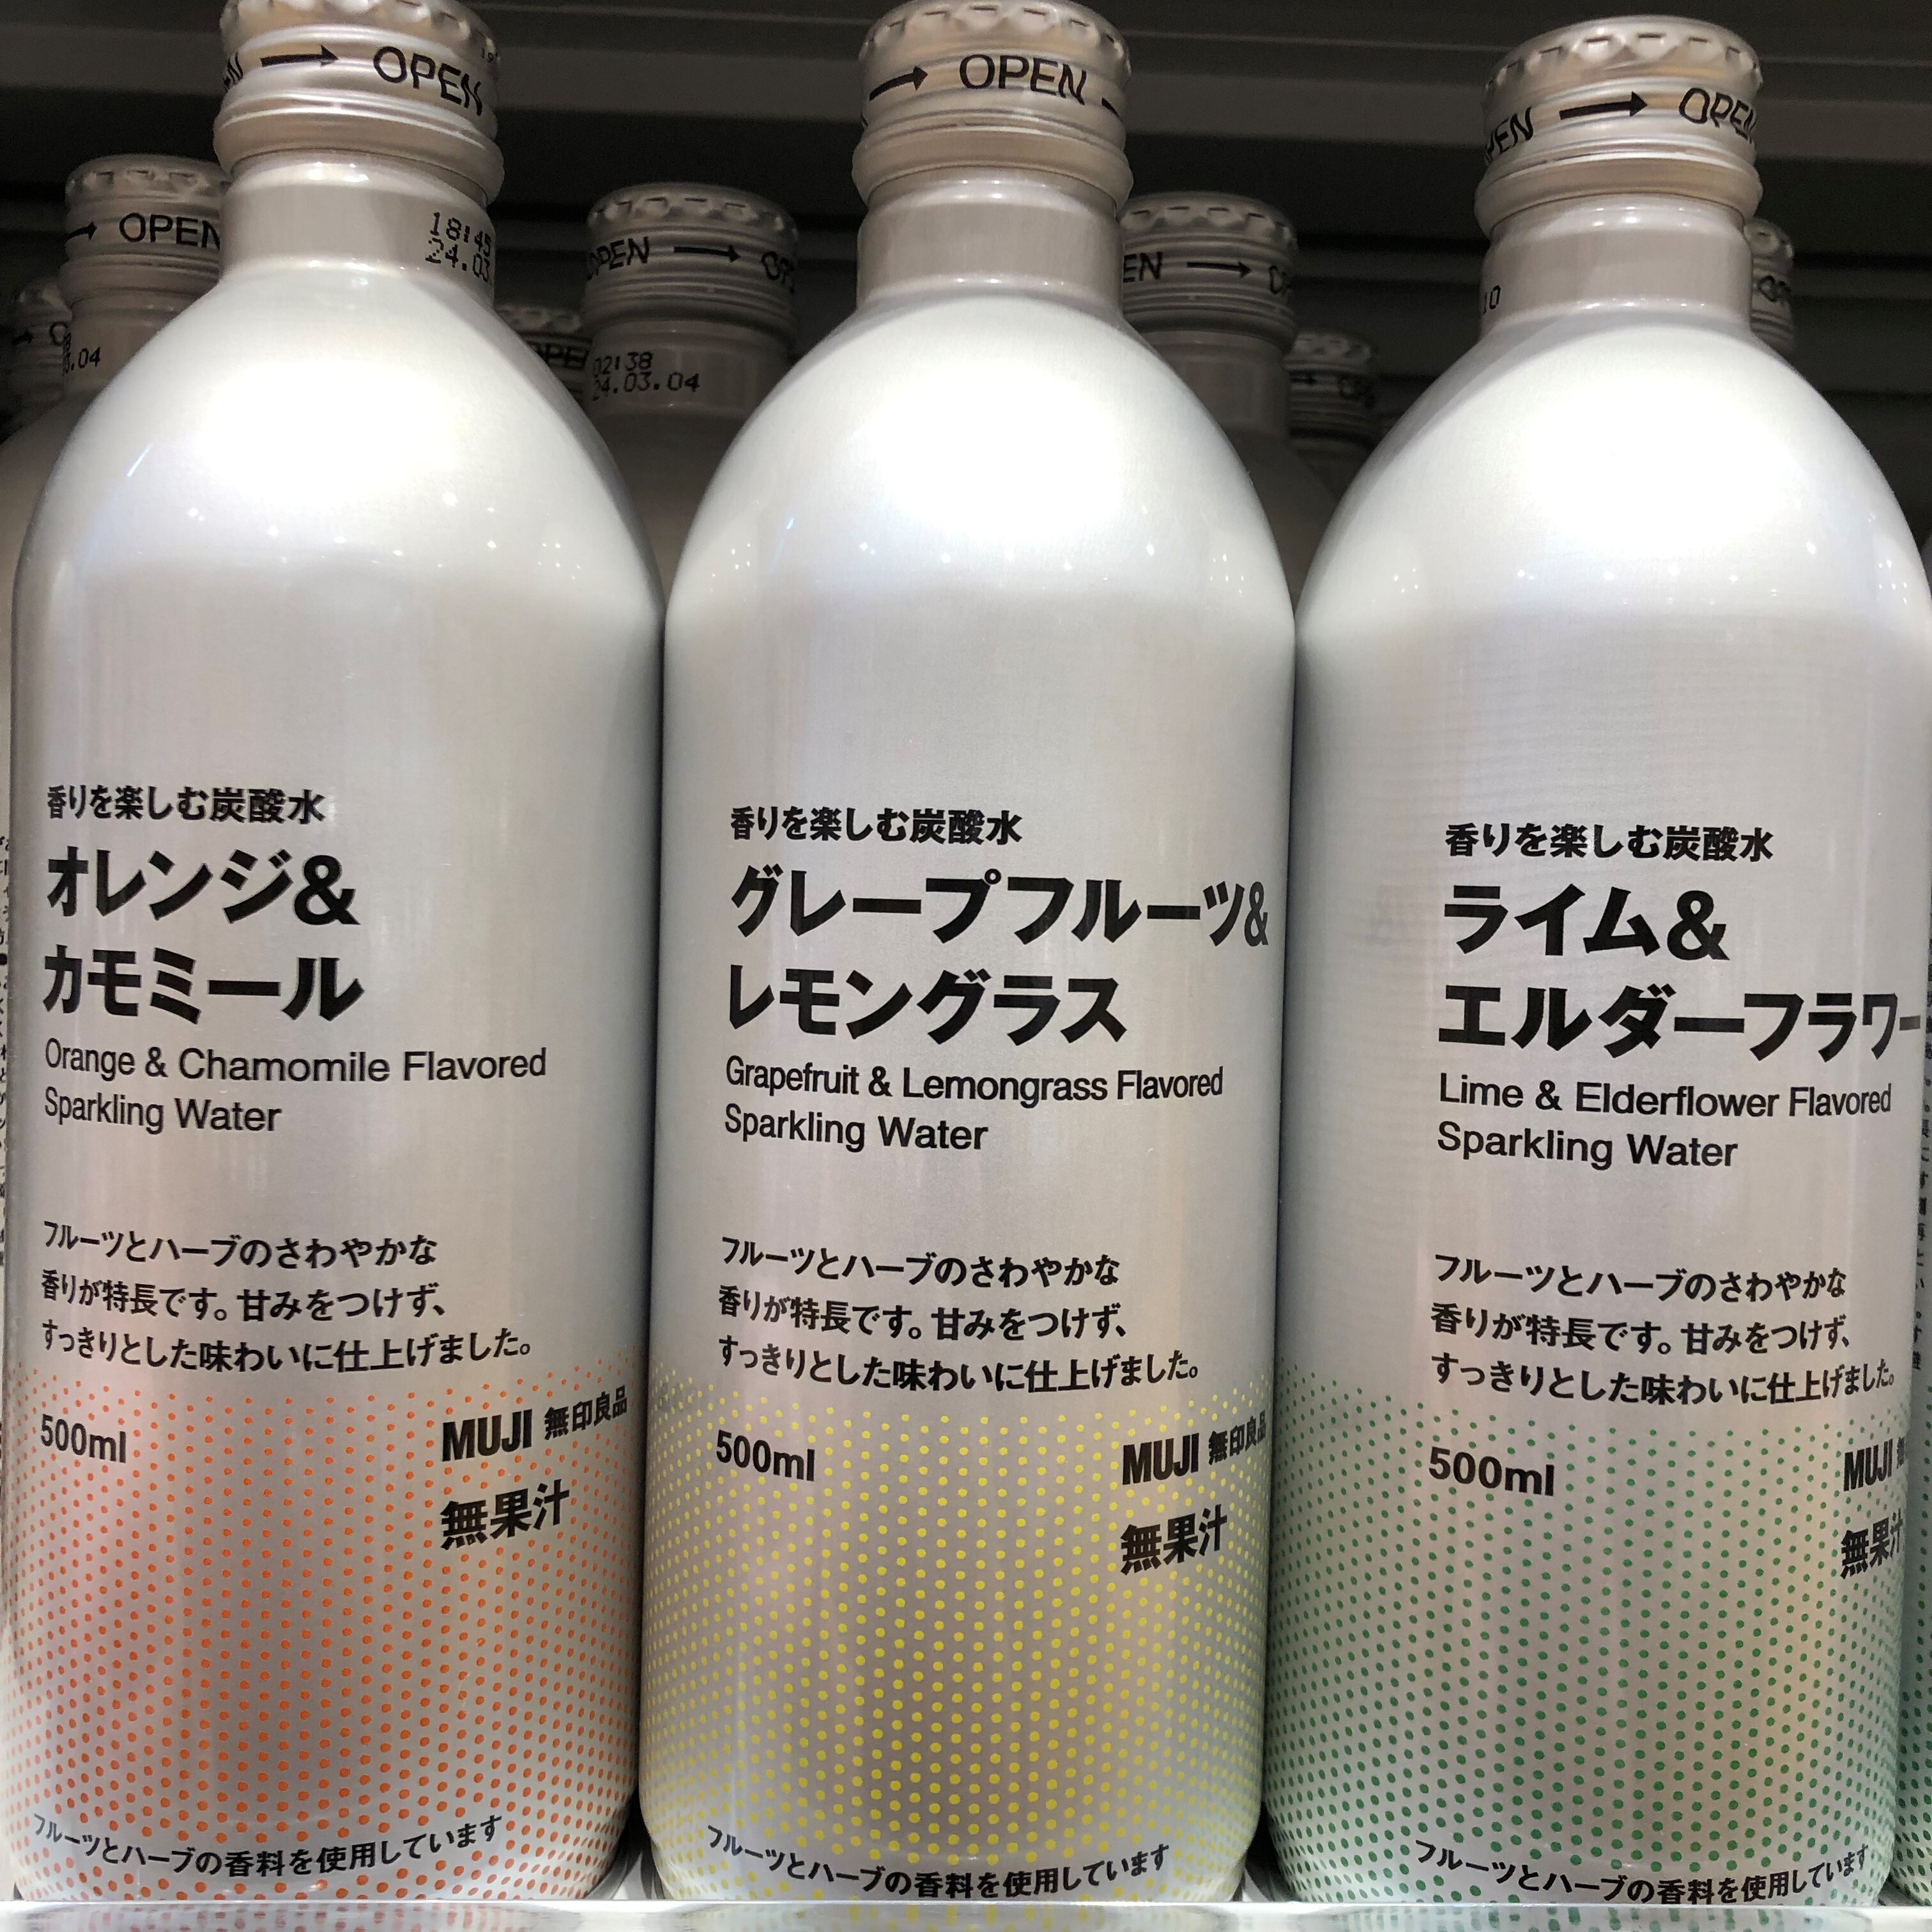 OPEN
OPEN
OPEN
OPEN
OPEN
18:45
24.03
02:38
24.03.04
香りを楽しむ炭酸水
オレンジ&
カモミール
Orange & Chamomile Flavored
Sparkling Water
フルーツとハーブのさわやかな
香りが特長です。甘みをつけず、
すっきりとした味わいに仕上げました。
500ml
MUJI 無印良品
無果汁
フルーツとハーブの香料を使用しています
香りを楽しむ炭酸水
グレープフルーツ&
レモングラス
Grapefruit & Lemongrass Flavored
Sparkling Water
フルーツとハーブのさわやかな
香りが特長です。甘みをつけず、
すっきりとした味わいに仕上げました。
500ml
MUJI 無印良品
無果汁
フルーツとハーブの香料を使用しています
香りを楽しむ炭酸水
ライム&
エルダーフラワー
Lime & Elderflower Flavored
Sparkling Water
フルーツとハーブのさわやかな
香りが特長です。甘みをつけず、
すっきりとした味わいに仕上げました。
500ml
MUJI 無
無果汁
フルーツとハーブの香料を使用しています